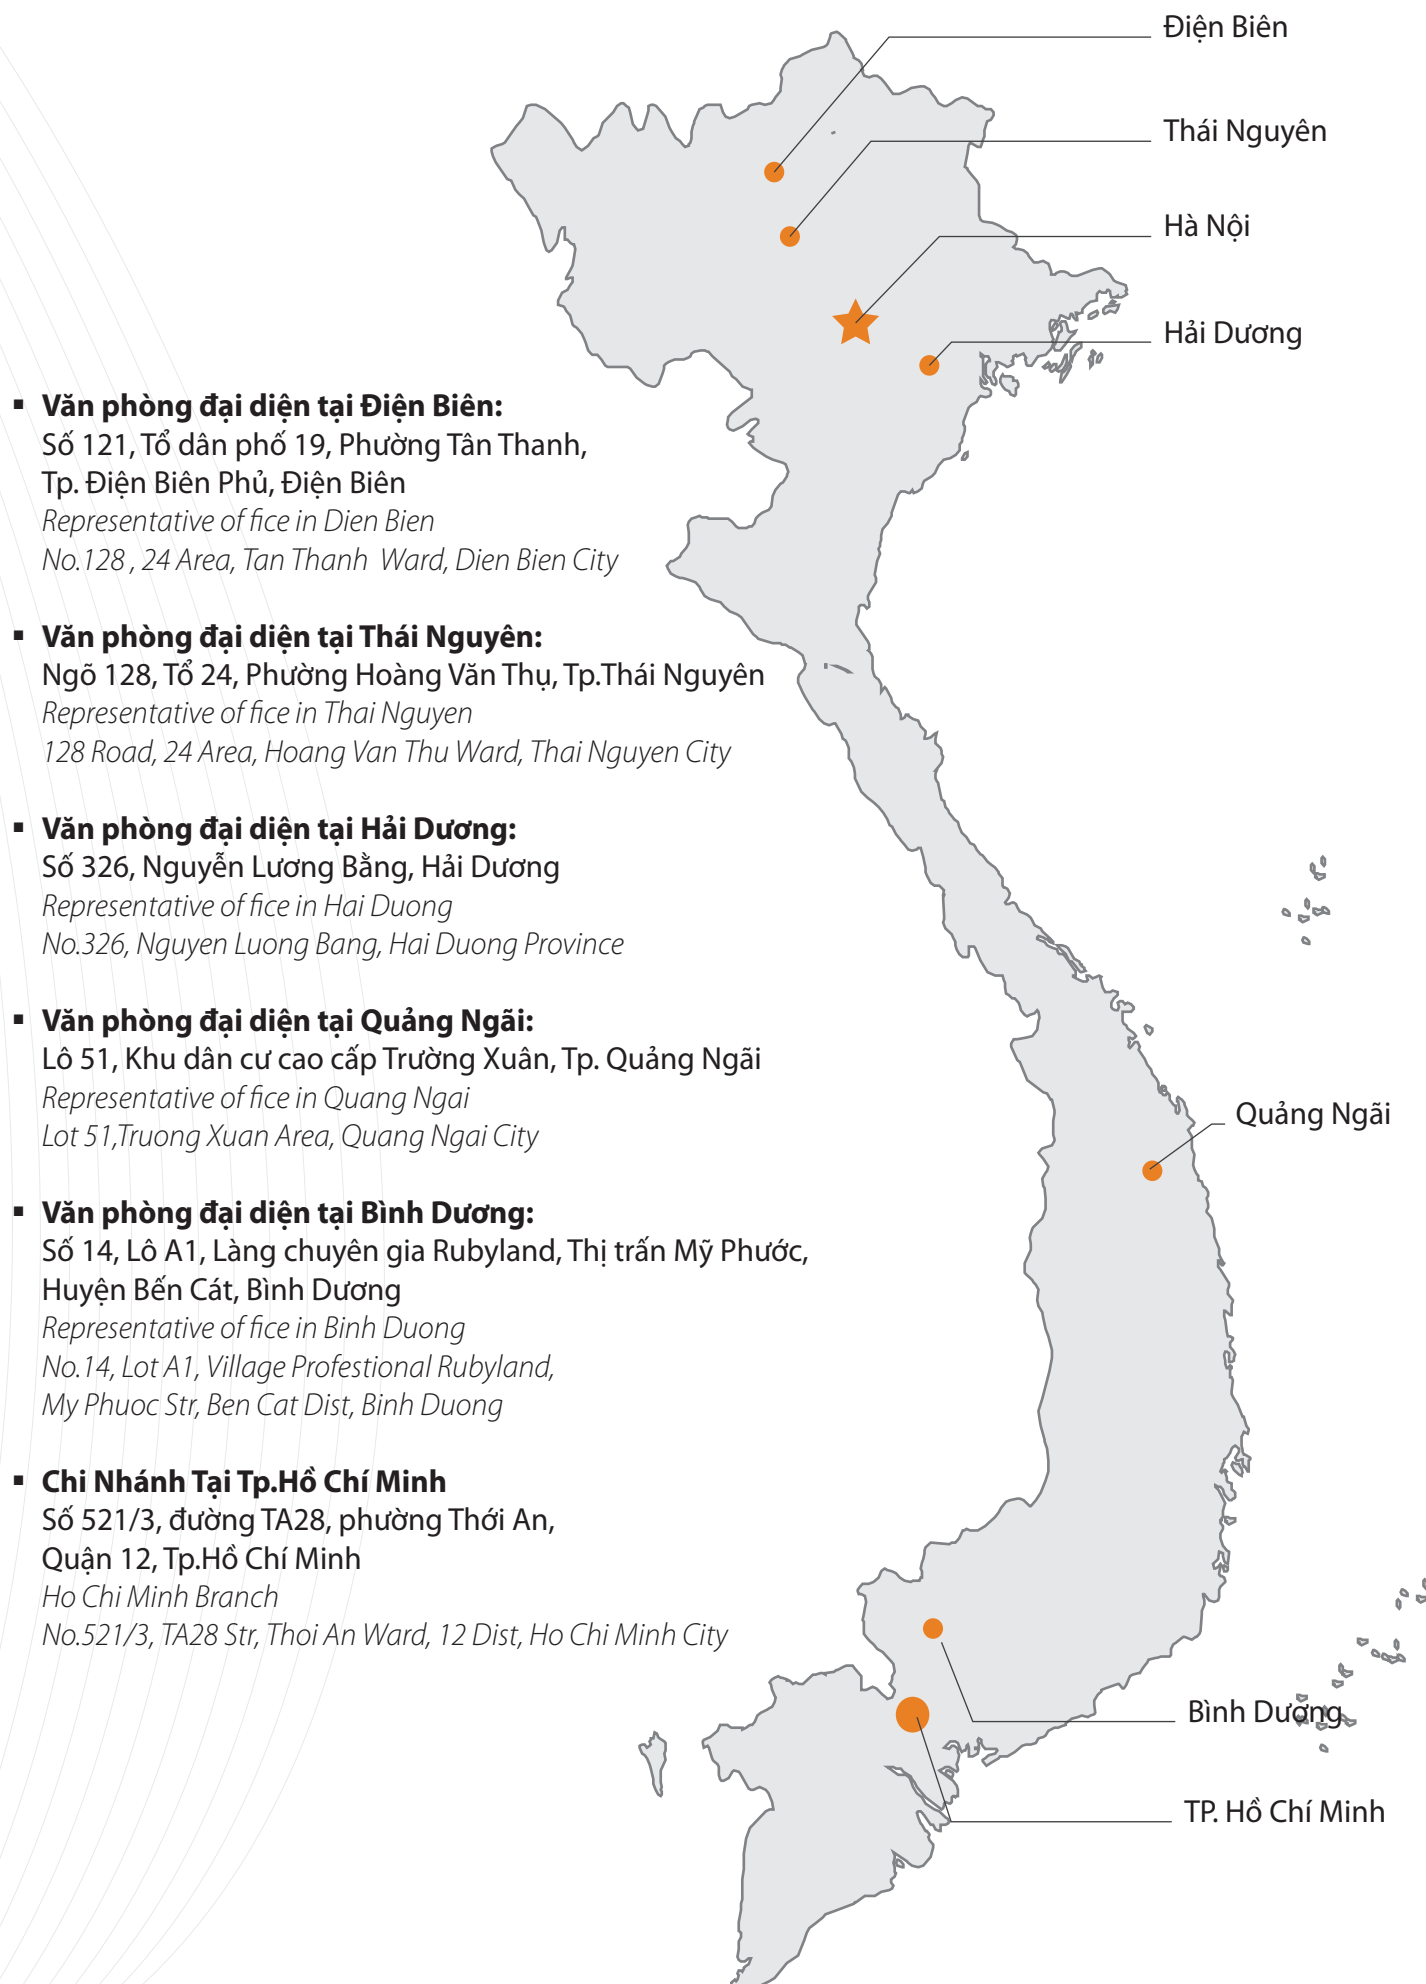 Điện Biên
Thái Nguyên
Hà Nội
Hải Dương
▪ Văn phòng đại diện tại Điện Biên:
Số 121, Tổ dân phố 19, Phường Tân Thanh,
Tp. Điện Biên Phủ, Điện Biên
Representative of fice in Dien Bien
No.128 , 24 Area, Tan Thanh Ward, Dien Bien City
▪ Văn phòng đại diện tại Thái Nguyên:
Ngõ 128, Tổ 24, Phường Hoàng Văn Thụ, Tp.Thái Nguyên
Representative of fice in Thai Nguyen
128 Road, 24 Area, Hoang Van Thu Ward, Thai Nguyen City
▪ Văn phòng đại diện tại Hải Dương:
Số 326, Nguyễn Lương Bằng, Hải Dương
Representative of fice in Hai Duong
No.326, Nguyen Luong Bang, Hai Duong Province
▪ Văn phòng đại diện tại Quảng Ngãi:
Lô 51, Khu dân cư cao cấp Trường Xuân, Tp. Quảng Ngãi
Representative of fice in Quang Ngai
Lot 51,Truong Xuan Area, Quang Ngai City
Quảng Ngãi
▪ Văn phòng đại diện tại Bình Dương:
Số 14, Lô A1, Làng chuyên gia Rubyland, Thị trấn Mỹ Phước,
Huyện Bến Cát, Bình Dương
Representative of fice in Binh Duong
No.14, Lot A1, Village Profestional Rubyland,
My Phuoc Str, Ben Cat Dist, Binh Duong
▪ Chi Nhánh Tại Tp.Hồ Chí Minh
Số 521/3, đường TA28, phường Thới An,
Quận 12, Tp.Hồ Chí Minh
Ho Chi Minh Branch
No.521/3, TA28 Str, Thoi An Ward, 12 Dist, Ho Chi Minh City
Bình Dương
TP. Hồ Chí Minh